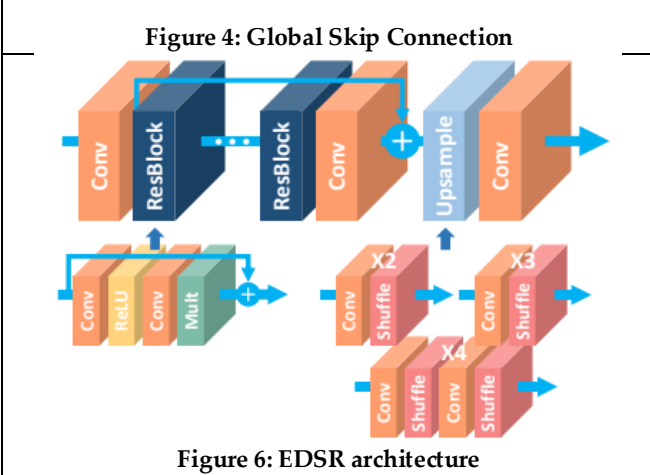 Figure 4: Global Skip Connection
Conv
ResBlock
ResBlock
Conv
+
Upsample
Conv
Conv
ReLU
Conv
Mult
+
X2
Conv
Shuffle
X3
Conv
Shuffle
X4
Conv
Shuffle
Conv
Shuffle
Figure 6: EDSR architecture